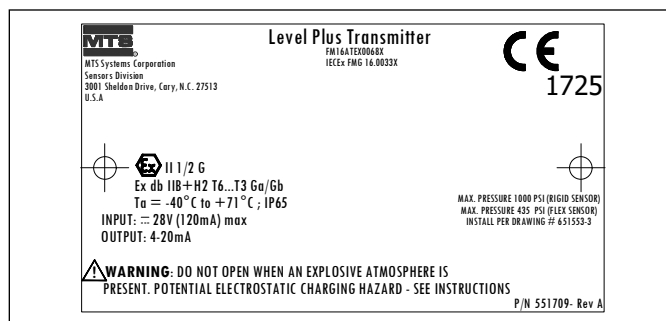 MTS
Level Plus Transmitter
FM16ATEX0068X
IECEx FMG 16.0033X
MTS Systems Corporation
Sensors Division
3001 Sheldon Drive, Cary, N.C. 27513
U.S.A
CE
1725
Ex II 1/2 G
Ex db IIB+H2 T6...T3 Ga/Gb
Ta = -40°C to +71°C ; IP65
INPUT: ⎓ 28V (120mA) max
OUTPUT: 4-20mA
MAX. PRESSURE 1000 PSI (RIGID SENSOR)
MAX. PRESSURE 435 PSI (FLEX SENSOR)
INSTALL PER DRAWING # 651553-3
WARNING: DO NOT OPEN WHEN AN EXPLOSIVE ATMOSPHERE IS
PRESENT. POTENTIAL ELECTROSTATIC CHARGING HAZARD - SEE INSTRUCTIONS
P/N 551709- Rev A